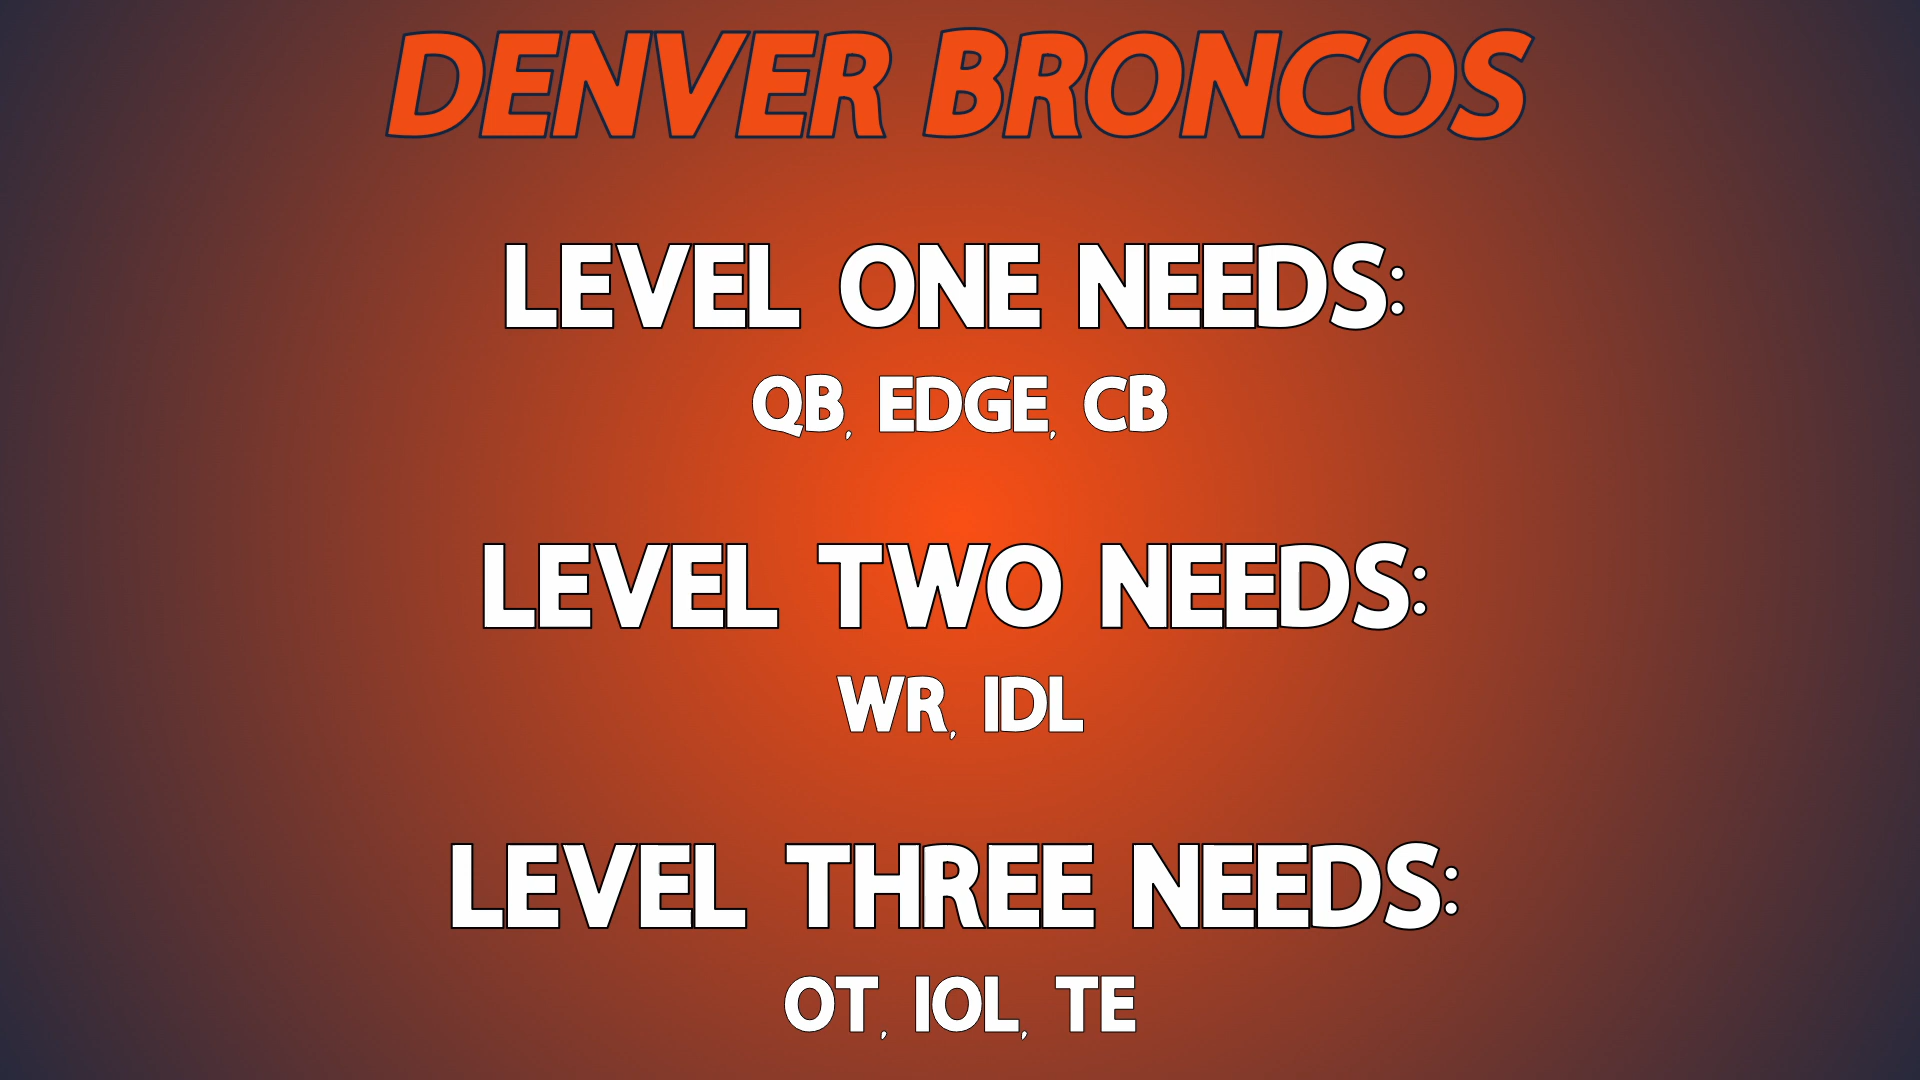 DENVER BRONCOS
LEVEL ONE NEEDS:
QB, EDGE, CB
LEVEL TWO NEEDS:
WR, IDL
LEVEL THREE NEEDS:
OT, IOL, TE